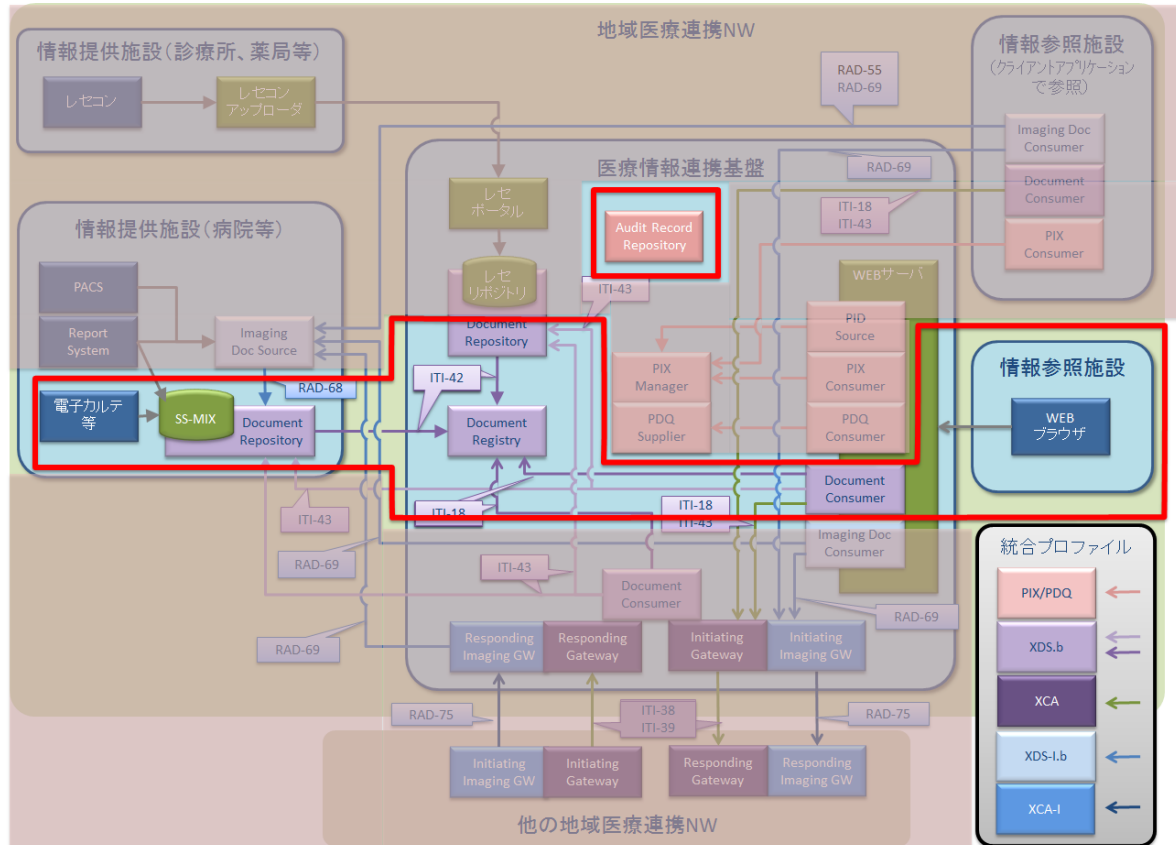 地域医療連携NW
情報提供施設(診療所、薬局等)
レセコン
レセコン
アップローダ
RAD-55
RAD-69
情報参照施設
(クライアントアプリケーション
で参照)
Imaging Doc
Consumer
Document
Consumer
PIX
Consumer
医療情報連携基盤
RAD-69
ITI-18
ITI-43
レセ
ポータル
レセ
リポジトリ
Document
Repository
Audit Record
Repository
ITI-43
WEBサーバ
PID
Source
PIX
Consumer
PDQ
Consumer
PIX
Manager
PDQ
Supplier
情報提供施設(病院等)
PACS
Report
System
Imaging
Doc Source
RAD-68
電子カルテ
等
SS-MIX
Document
Repository
ITI-42
Document
Registry
情報参照施設
WEB
ブラウザ
Document
Consumer
ITI-43
ITI-18
ITI-18
ITI-43
Imaging Doc
Consumer
RAD-69
ITI-43
Document
Consumer
RAD-69
RAD-69
Responding
Imaging GW
Responding
Gateway
Initiating
Gateway
Initiating
Imaging GW
RAD-75
ITI-38
ITI-39
RAD-75
Initiating
Imaging GW
Initiating
Gateway
Responding
Gateway
Responding
Imaging GW
他の地域医療連携NW
統合プロファイル
PIX/PDQ
XDS.b
XCA
XDS-I.b
XCA-I